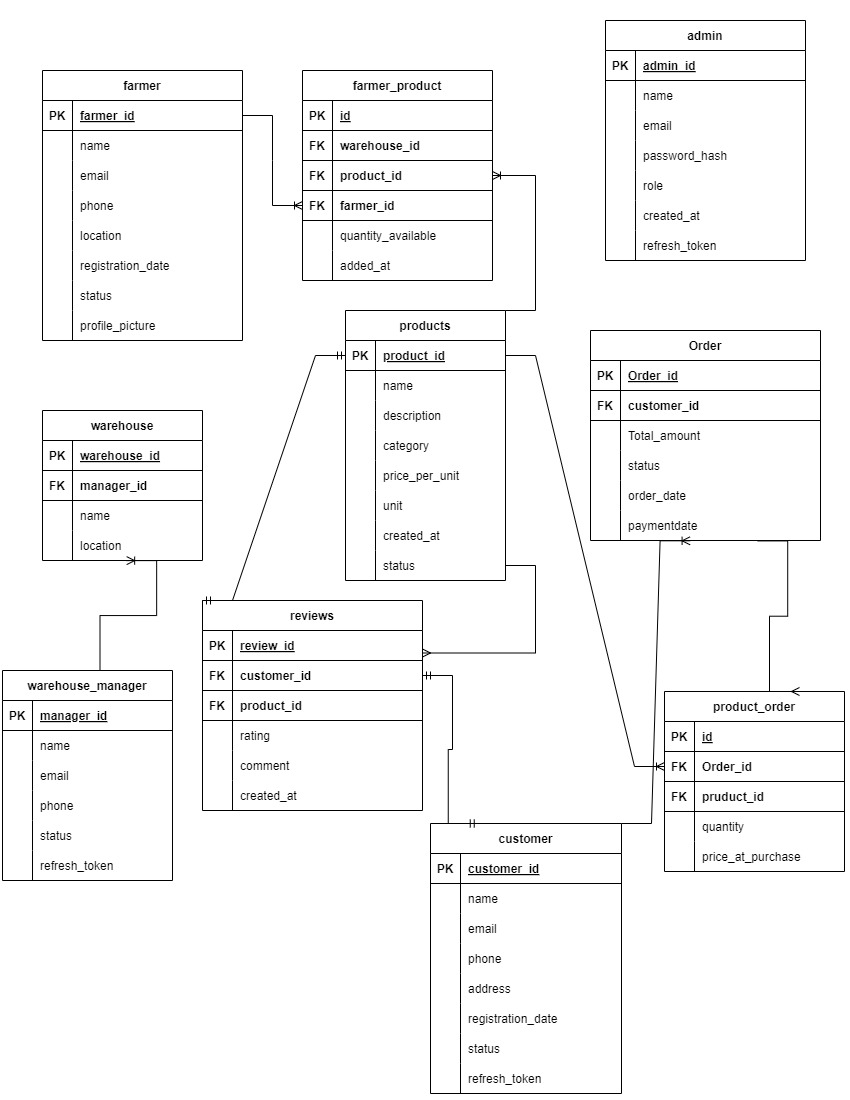 admin
PK admin_id
name
email
password_hash
role
created_at
refresh_token
farmer
PK farmer_id
name
email
phone
location
registration_date
status
profile_picture
farmer_product
PK id
FK warehouse_id
FK product_id
FK farmer_id
quantity_available
added_at
products
PK product_id
name
description
category
price_per_unit
unit
created_at
status
Order
PK Order_id
FK customer_id
Total_amount
status
order_date
paymentdate
warehouse
PK warehouse_id
FK manager_id
name
location
reviews
PK review_id
FK customer_id
FK product_id
rating
comment
created_at
warehouse_manager
PK manager_id
name
email
phone
status
refresh_token
product_order
PK id
FK Order_id
FK pruduct_id
quantity
price_at_purchase
customer
PK customer_id
name
email
phone
address
registration_date
status
refresh_token